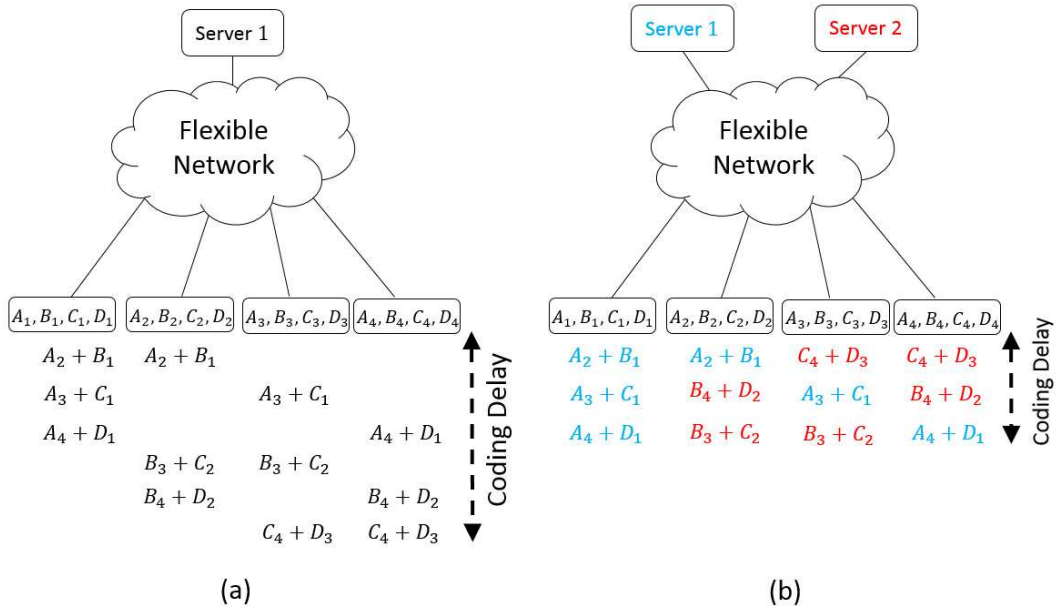 Server 1
Flexible
Network
A₁, B₁, C₁, D₁ A₂, B₂, C₂, D₂ A₃, B₃, C₃, D₃ A₄, B₄, C₄, D₄
A₂ + B₁ A₂ + B₁
A₃ + C₁ A₃ + C₁
A₄ + D₁ A₄ + D₁
B₃ + C₂ B₃ + C₂
B₄ + D₂ B₄ + D₂
C₄ + D₃ C₄ + D₃
Coding Delay
(a)
Server 1 Server 2
Flexible
Network
A₁, B₁, C₁, D₁ A₂, B₂, C₂, D₂ A₃, B₃, C₃, D₃ A₄, B₄, C₄, D₄
A₂ + B₁ A₂ + B₁ C₄ + D₃ C₄ + D₃
A₃ + C₁ B₄ + D₂ A₃ + C₁ B₄ + D₂
A₄ + D₁ B₃ + C₂ B₃ + C₂ A₄ + D₁
Coding Delay
(b)